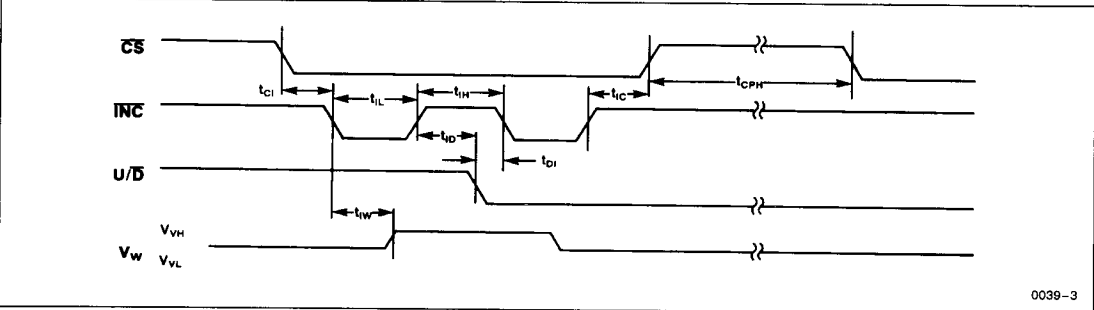 CS
tCPH
tCI
tIL
tIH
tIC
INC
tID
tDI
U/D
tIW
VVH
VW
VVL
0039-3